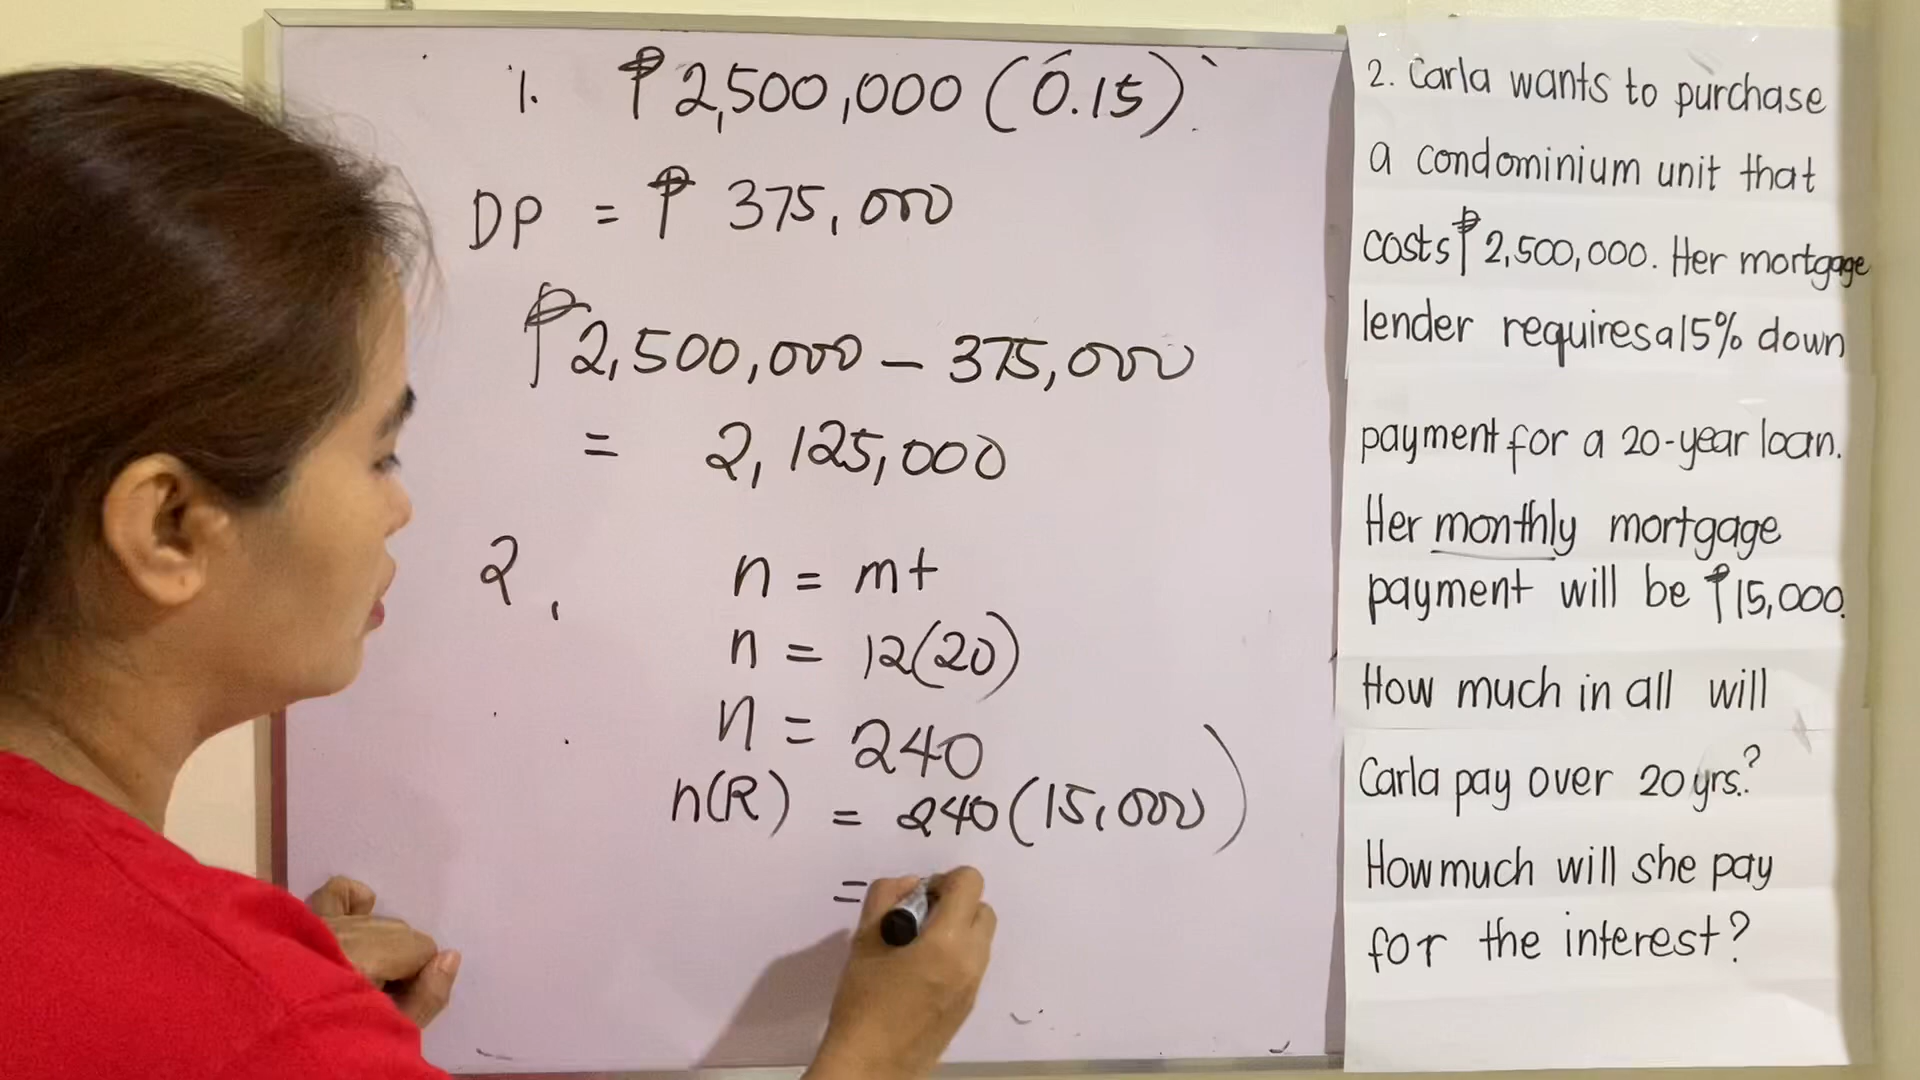 1. ₱2,500,000 (0.15)
DP = ₱ 375,000
₱2,500,000 – 375,000
= 2,125,000
2. n = mt
n = 12(20)
n = 240
n(R) = 240(15,000)
=
2. Carla wants to purchase
a condominium unit that
costs ₱2,500,000. Her mortgage
lender requires a 15% down
payment for a 20-year loan.
Her monthly mortgage
payment will be ₱15,000.
How much in all will
Carla pay over 20 yrs.?
How much will she pay
for the interest?